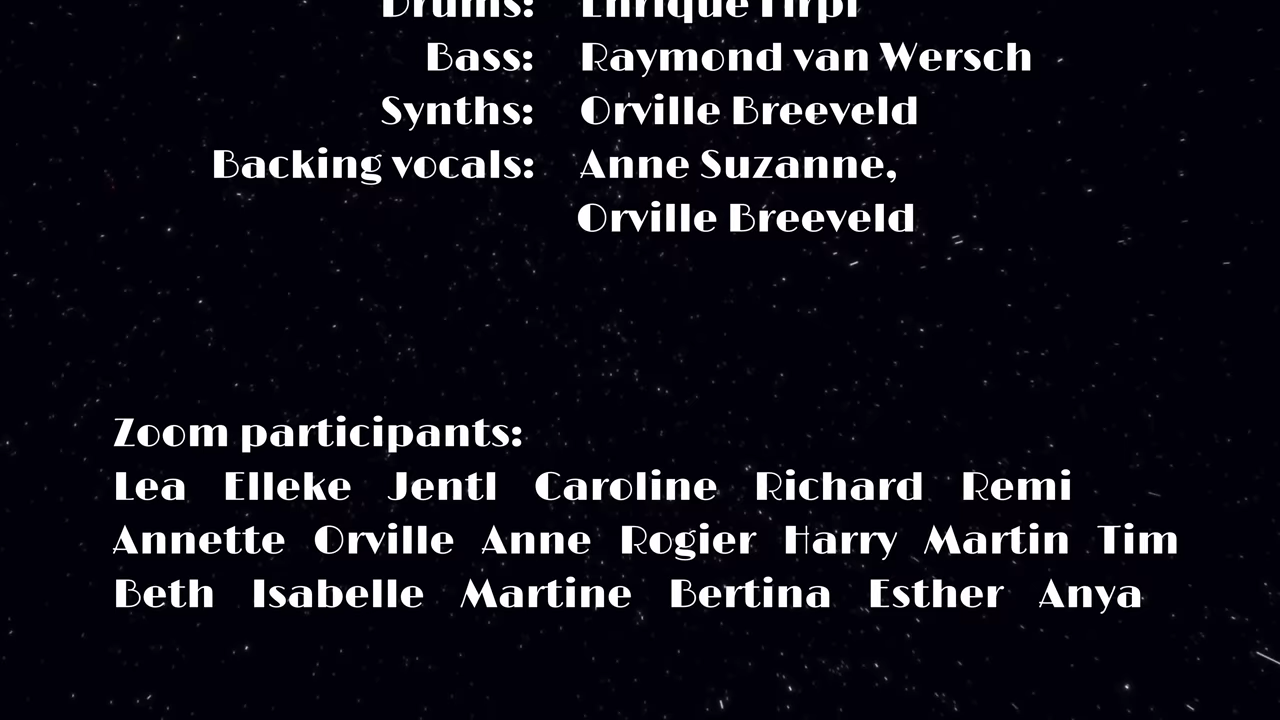 Drums: Enrique Firpi
Bass: Raymond van Wersch
Synths: Orville Breeveld
Backing vocals: Anne Suzanne,
Orville Breeveld
Zoom participants:
Lea Elleke Jentl Caroline Richard Remi
Annette Orville Anne Rogier Harry Martin Tim
Beth Isabelle Martine Bertina Esther Anya